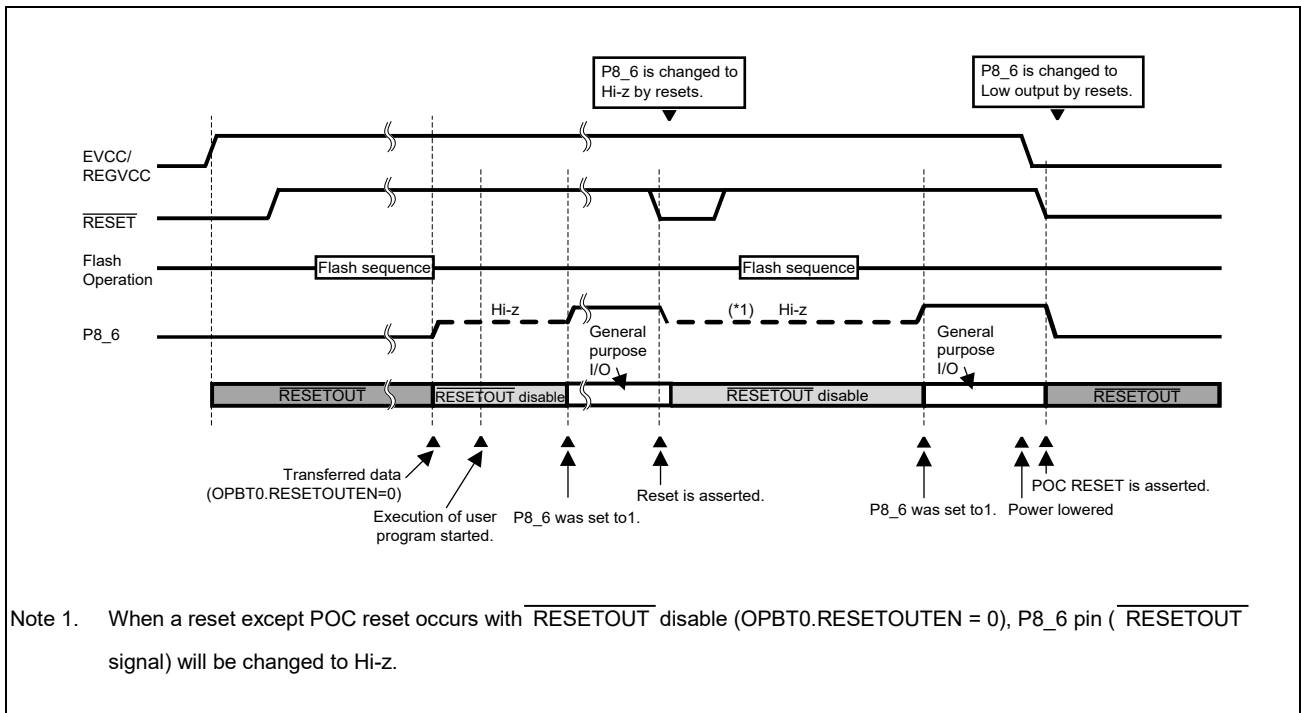 P8_6 is changed to
Hi-z by resets.
P8_6 is changed to
Low output by resets.
EVCC/
REGVCC
RESET
Flash
Operation
Flash sequence
Flash sequence
P8_6
Hi-z
(*1) Hi-z
General
purpose
I/O
General
purpose
I/O
RESETOUT
RESETOUT disable
RESETOUT disable
RESETOUT
Transferred data
(OPBT0.RESETOUTEN=0)
Execution of user
program started.
P8_6 was set to1.
Reset is asserted.
P8_6 was set to1.
Power lowered
POC RESET is asserted.
Note 1. When a reset except POC reset occurs with RESETOUT disable (OPBT0.RESETOUTEN = 0), P8_6 pin ( RESETOUT
signal) will be changed to Hi-z.